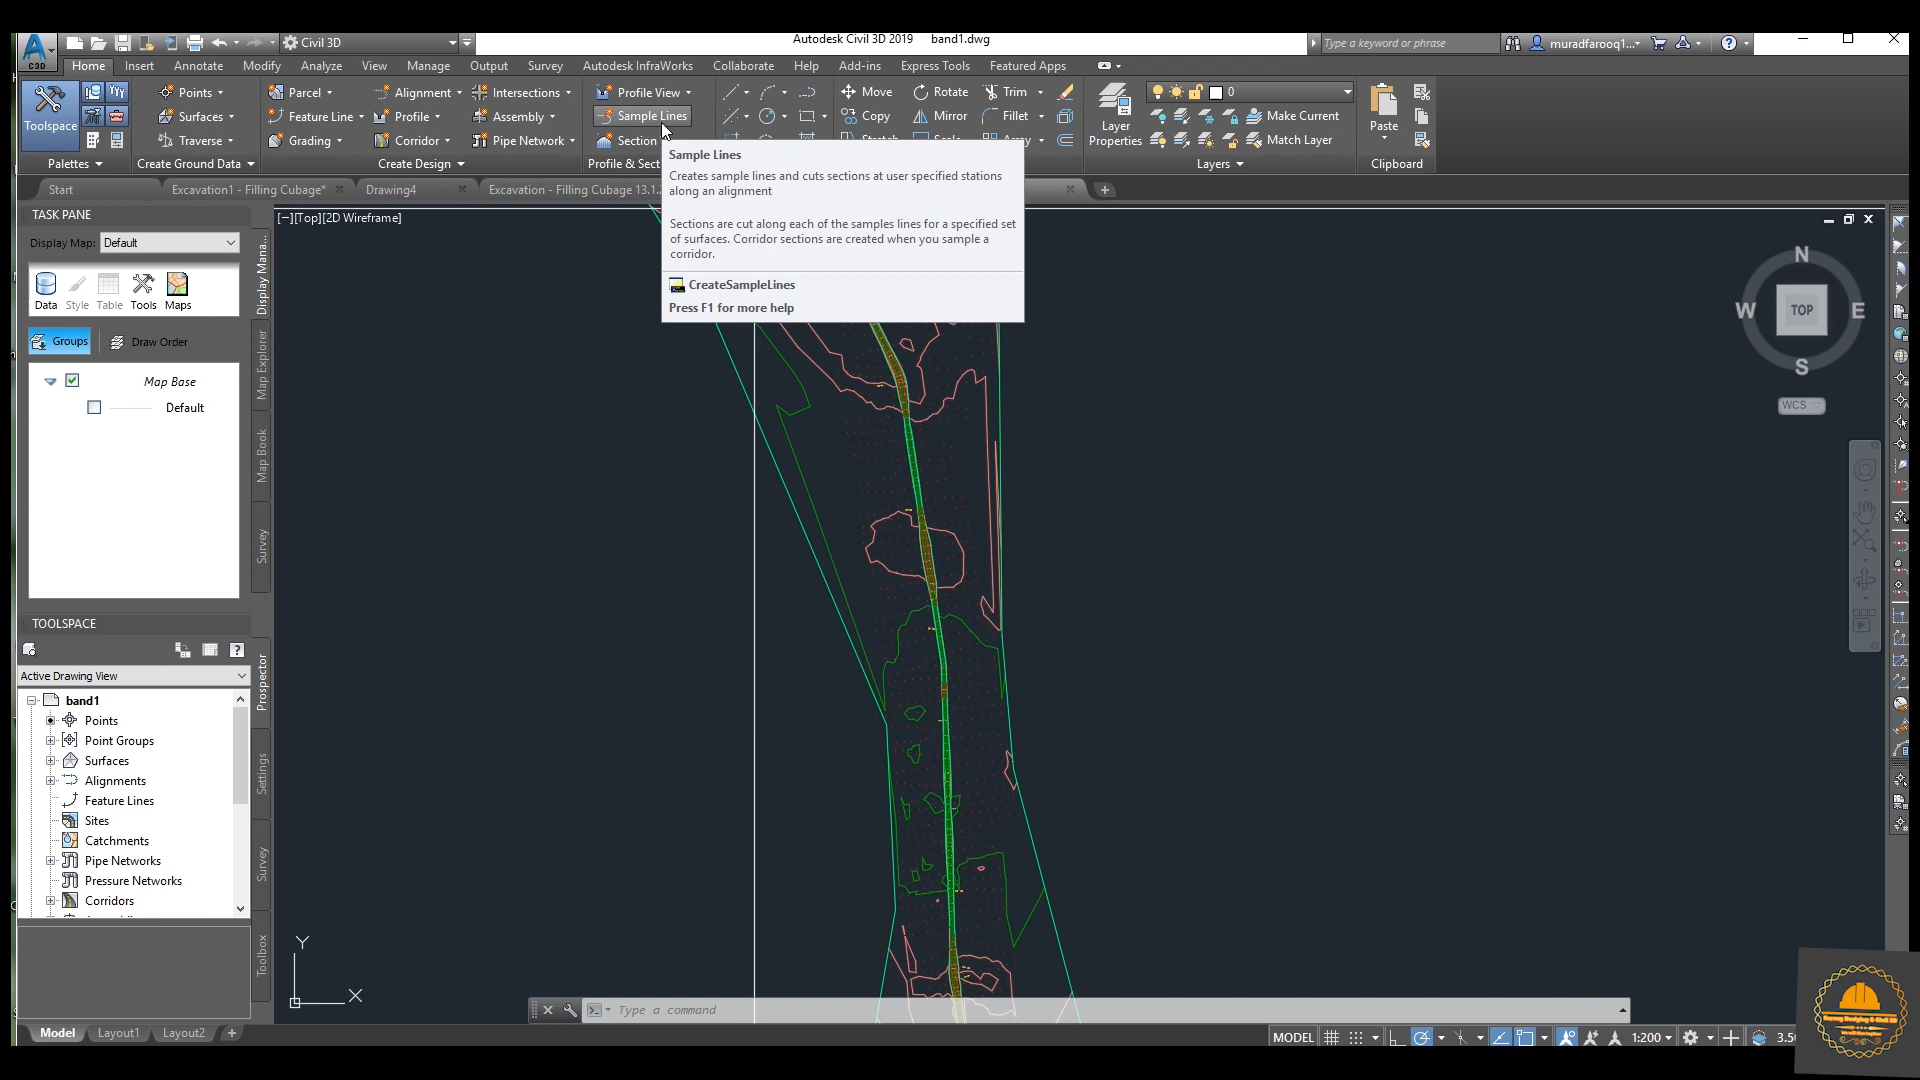 Autodesk Civil 3D 2019 band1.dwg
C3D
Civil 3D
Type a keyword or phrase
muradfarooq1...
Home Insert Annotate Modify Analyze View Manage Output Survey Autodesk InfraWorks Collaborate Help Add-ins Express Tools Featured Apps
Toolspace
Points
Surfaces
Traverse
Parcel
Feature Line
Grading
Alignment
Profile
Corridor
Intersections
Assembly
Pipe Network
Profile View
Sample Lines
Section
Move
Copy
Stretch
Rotate
Mirror
Scale
Trim
Fillet
Array
Layer
Properties
0
Make Current
Match Layer
Paste
Palettes Create Ground Data Create Design Profile & Sect Layers Clipboard
Start Excavation1 - Filling Cubage* Drawing4 Excavation - Filling Cubage 13.1.
Sample Lines
Creates sample lines and cuts sections at user specified stations
along an alignment
Sections are cut along each of the samples lines for a specified set
of surfaces. Corridor sections are created when you sample a
corridor.
CreateSampleLines
Press F1 for more help
TASK PANE
Display Map: Default
Data Style Table Tools Maps
Groups Draw Order
Map Base
Default
Display Mana...
Map Explorer
Map Book
Survey
[−][Top][2D Wireframe]
N
W TOP E
S
WCS
TOOLSPACE
Active Drawing View
band1
Points
Point Groups
Surfaces
Alignments
Feature Lines
Sites
Catchments
Pipe Networks
Pressure Networks
Corridors
Prospector
Settings
Survey
Toolbox
Y
X
Type a command
Model Layout1 Layout2
MODEL 1:200 3.50